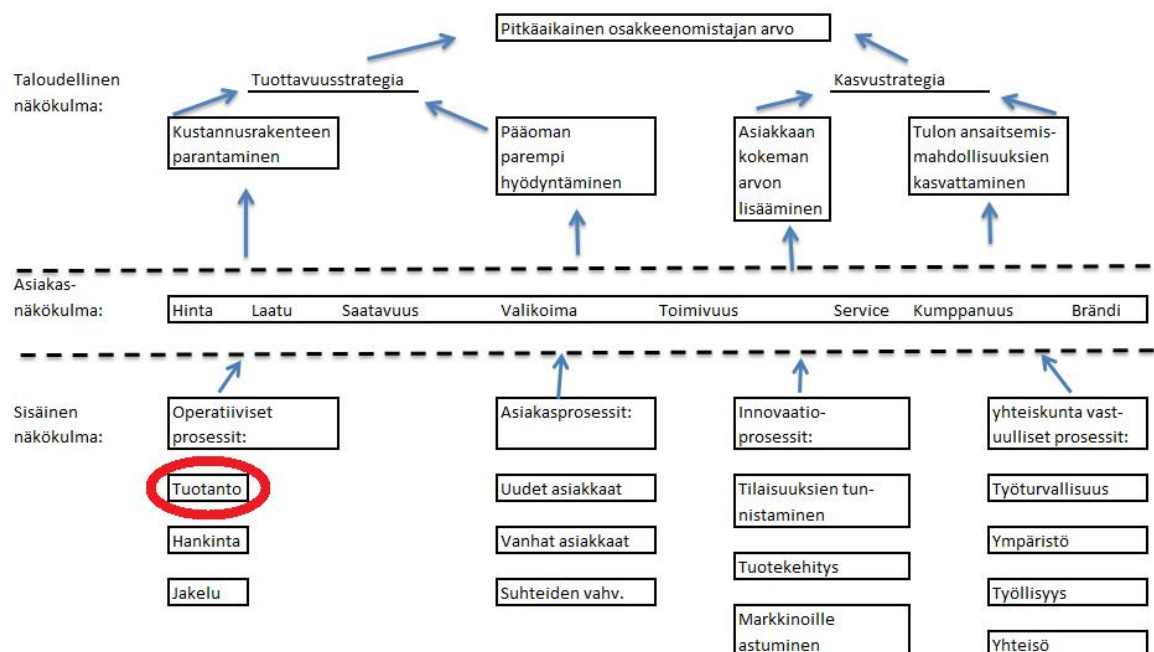 Pitkäaikainen osakkeenomistajan arvo
Taloudellinen
näkökulma:
Tuottavuusstrategia
Kasvustrategia
Kustannusrakenteen
parantaminen
Pääoman
parempi
hyödyntäminen
Asiakkaan
kokeman
arvon
lisääminen
Tulon ansaitsemis-
mahdollisuuksien
kasvattaminen
Asiakas-
näkökulma:
Hinta Laatu Saatavuus Valikoima Toimivuus Service Kumppanuus Brändi
Sisäinen
näkökulma:
Operatiiviset
prosessit:
Tuotanto
Hankinta
Jakelu
Asiakasprosessit:
Uudet asiakkaat
Vanhat asiakkaat
Suhteiden vahv.
Innovaatio-
prosessit:
Tilaisuuksien tun-
nistaminen
Tuotekehitys
Markkinoille
astuminen
yhteiskunta vast-
uulliset prosessit:
Työturvallisuus
Ympäristö
Työllisyys
Yhteisö